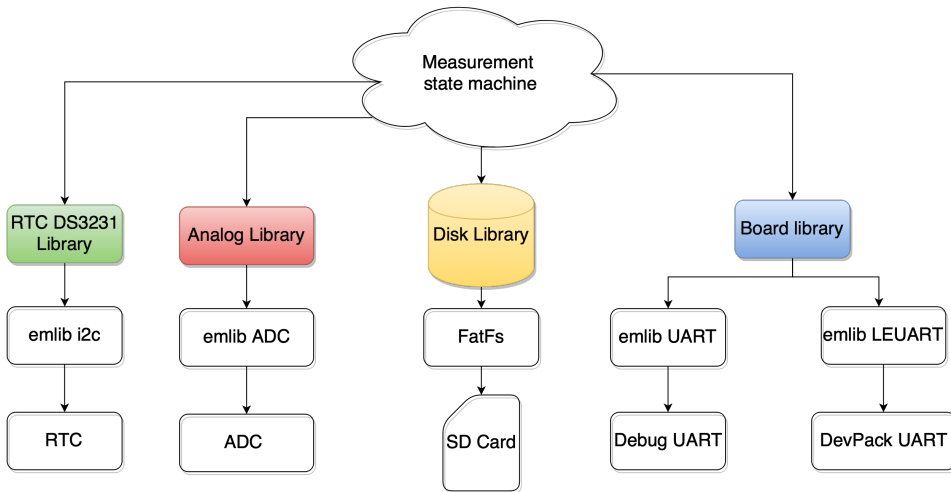 Measurement
state machine
RTC DS3231
Library
Analog Library
Disk Library
Board library
emlib i2c
emlib ADC
FatFs
emlib UART
emlib LEUART
RTC
ADC
SD Card
Debug UART
DevPack UART